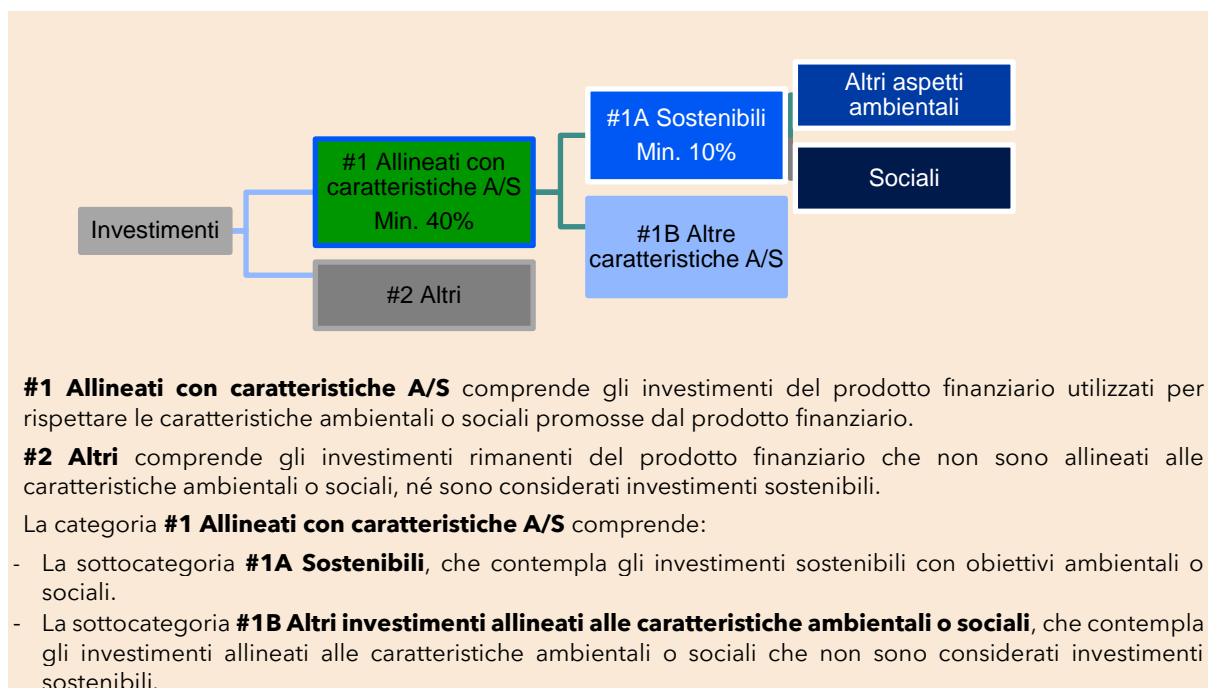 Altri aspetti
ambientali
#1A Sostenibili
Min. 10%
#1 Allineati con
caratteristiche A/S
Min. 40%
Sociali
Investimenti
#1B Altre
caratteristiche A/S
#2 Altri
#1 Allineati con caratteristiche A/S comprende gli investimenti del prodotto finanziario utilizzati per
rispettare le caratteristiche ambientali o sociali promosse dal prodotto finanziario.
#2 Altri comprende gli investimenti rimanenti del prodotto finanziario che non sono allineati alle
caratteristiche ambientali o sociali, né sono considerati investimenti sostenibili.
La categoria #1 Allineati con caratteristiche A/S comprende:
- La sottocategoria #1A Sostenibili, che contempla gli investimenti sostenibili con obiettivi ambientali o
sociali.
- La sottocategoria #1B Altri investimenti allineati alle caratteristiche ambientali o sociali, che contempla
gli investimenti allineati alle caratteristiche ambientali o sociali che non sono considerati investimenti
sostenibili.